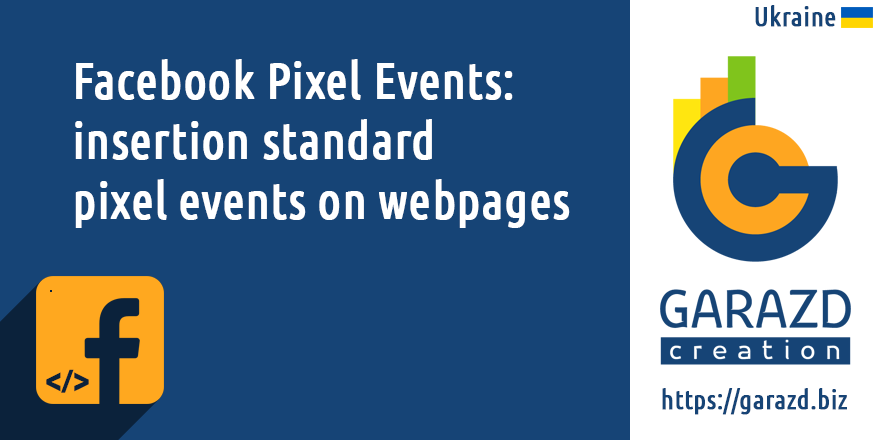 Ukraine
Facebook Pixel Events:
insertion standard
pixel events on webpages
</>
f
GARAZD
creation
https://garazd.biz